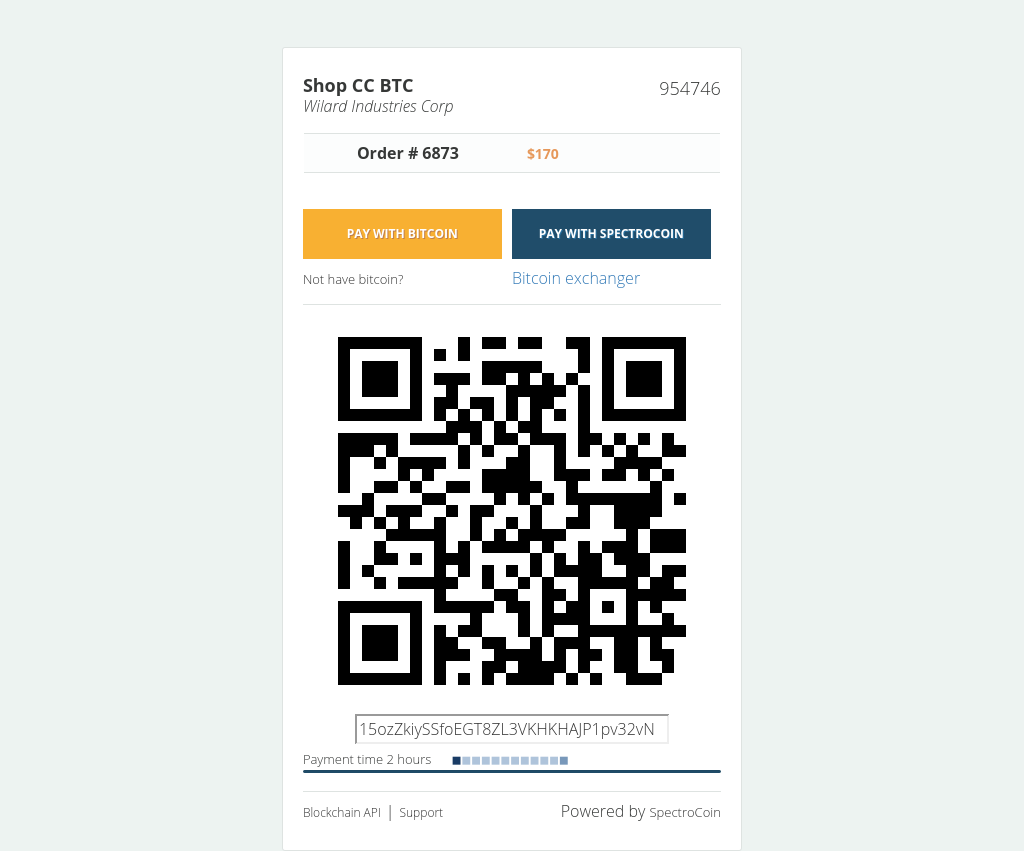 Shop CC BTC
954746
Wilard Industries Corp
Order # 6873 $170
PAY WITH BITCOIN PAY WITH SPECTROCOIN
Not have bitcoin? Bitcoin exchanger
15ozZkiySSfoEGT8ZL3VKHKHAJP1pv32vN
Payment time 2 hours
Blockchain API | Support Powered by SpectroCoin